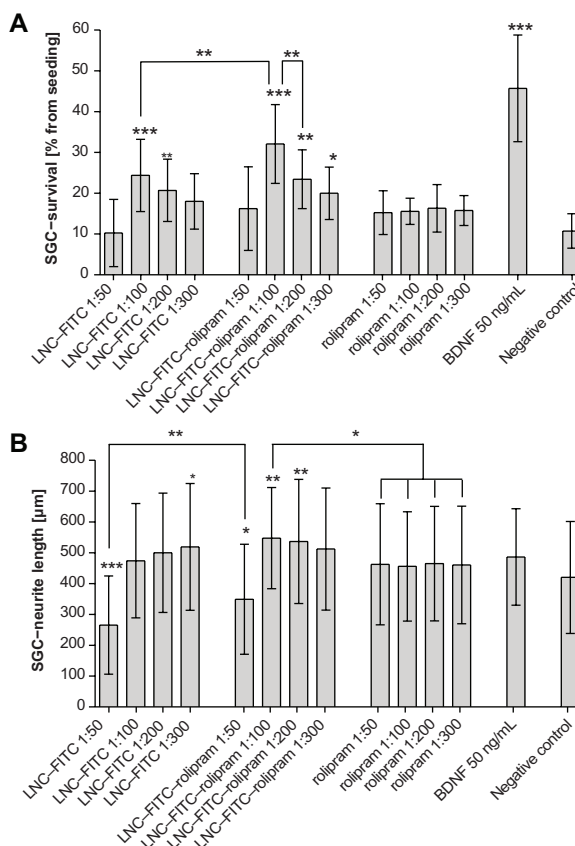 A
SGC–survival [% from seeding]
60
50
40
30
20
10
0
***
**
**
**
***
**
*
***
LNC–FITC 1:50
LNC–FITC 1:100
LNC–FITC 1:200
LNC–FITC 1:300
LNC–FITC–rolipram 1:50
LNC–FITC–rolipram 1:100
LNC–FITC–rolipram 1:200
LNC–FITC–rolipram 1:300
rolipram 1:50
rolipram 1:100
rolipram 1:200
rolipram 1:300
BDNF 50 ng/mL
Negative control
B
SGC–neurite length [µm]
800
700
600
500
400
300
200
100
0
**
*
***
*
*
**
**
LNC–FITC 1:50
LNC–FITC 1:100
LNC–FITC 1:200
LNC–FITC 1:300
LNC–FITC–rolipram 1:50
LNC–FITC–rolipram 1:100
LNC–FITC–rolipram 1:200
LNC–FITC–rolipram 1:300
rolipram 1:50
rolipram 1:100
rolipram 1:200
rolipram 1:300
BDNF 50 ng/mL
Negative control